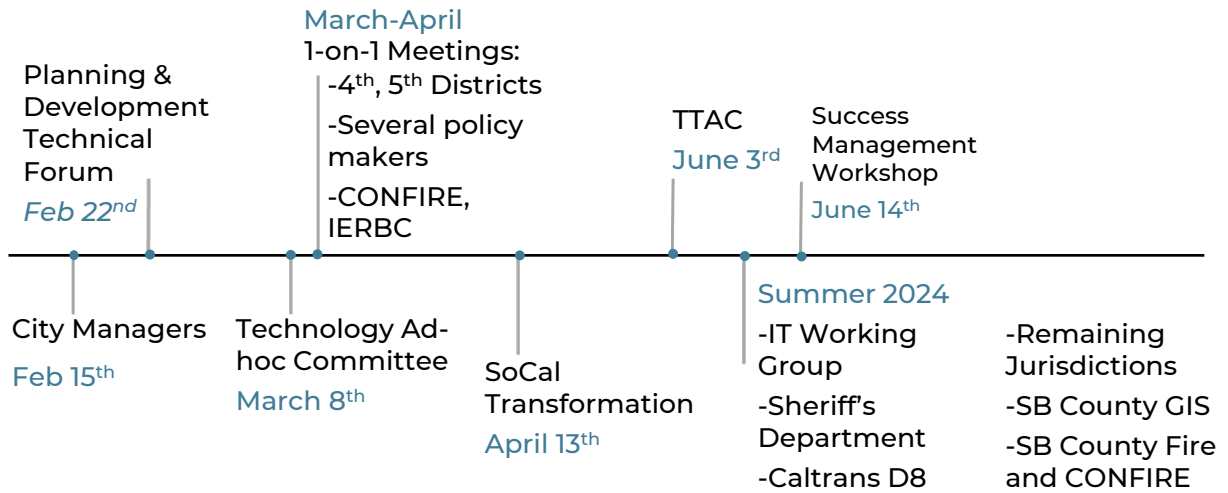 March-April
1-on-1 Meetings:
-4th, 5th Districts
-Several policy
makers
-CONFIRE,
IERBC
Planning &
Development
Technical
Forum
Feb 22nd
TTAC
June 3rd
Success
Management
Workshop
June 14th
City Managers
Feb 15th
Technology Ad-
hoc Committee
March 8th
SoCal
Transformation
April 13th
Summer 2024
-IT Working
Group
-Sheriff’s
Department
-Caltrans D8
-Remaining
Jurisdictions
-SB County GIS
-SB County Fire
and CONFIRE